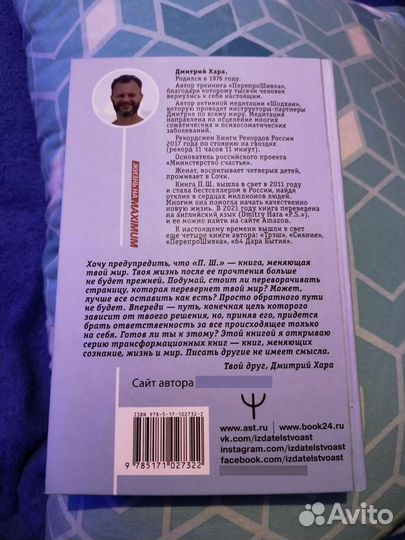 Дмитрий Хара.
Родился в 1976 году.
Автор тренинга «ПерепроШивка»,
благодаря которому тысячи человек
вернулись к себе настоящим.
Автор активной медитации «Шодхан»,
которую проводят инструкторы-партнеры
Дмитрия по всему миру. Медитация
направлена на исцеление многих
соматических и психосоматических
заболеваний.
Рекордсмен Книги Рекордов России
2017 года по стоянию на гвоздях
(рекорд 11 часов 11 минут).
Основатель российского проекта
«Министерство счастья».
Женат, воспитывает четверых детей,
проживает в Сочи.
Книга П.Ш. вышла в свет в 2011 году
и стала бестселлером в России, найдя
отклик в сердцах миллионов людей.
Многим она помогла начать качественно
новую жизнь. В 2021 году книга переведена
на английский язык (Dmitry Hara «P.S.»),
и ее можно найти на сайте Amazon.
К настоящему времени вышли в свет
еще четыре книги автора: «Трэш», «Сияние»,
«ПерепроШивка», «64 Дара Бытия».
ЖИЗНЬ НА MAXIMUM
Хочу предупредить, что «П. Ш.» — книга, меняющая
твой мир. Твоя жизнь после ее прочтения больше
не будет прежней. Подумай, стоит ли переворачивать
страницу, которая перевернет твой мир? Может,
лучше все оставить как есть? Просто обратного пути
не будет. Впереди — путь, конечная цель которого
зависит от твоего решения, но, приняв его, придется
брать ответственность за все происходящее только
на себя. Готов ли ты к этому? Этой книгой я открываю
серию трансформационных книг — книг, меняющих
сознание, жизнь и мир. Писать другие не имеет смысла.
Твой друг, Дмитрий Хара
Сайт автора
ISBN 978-5-17-102732-2
9 785171 027322
www.ast.ru | www.book24.ru
vk.com/izdatelstvoast
instagram.com/izdatelstvoast
facebook.com/izdatelstvoast
Avito